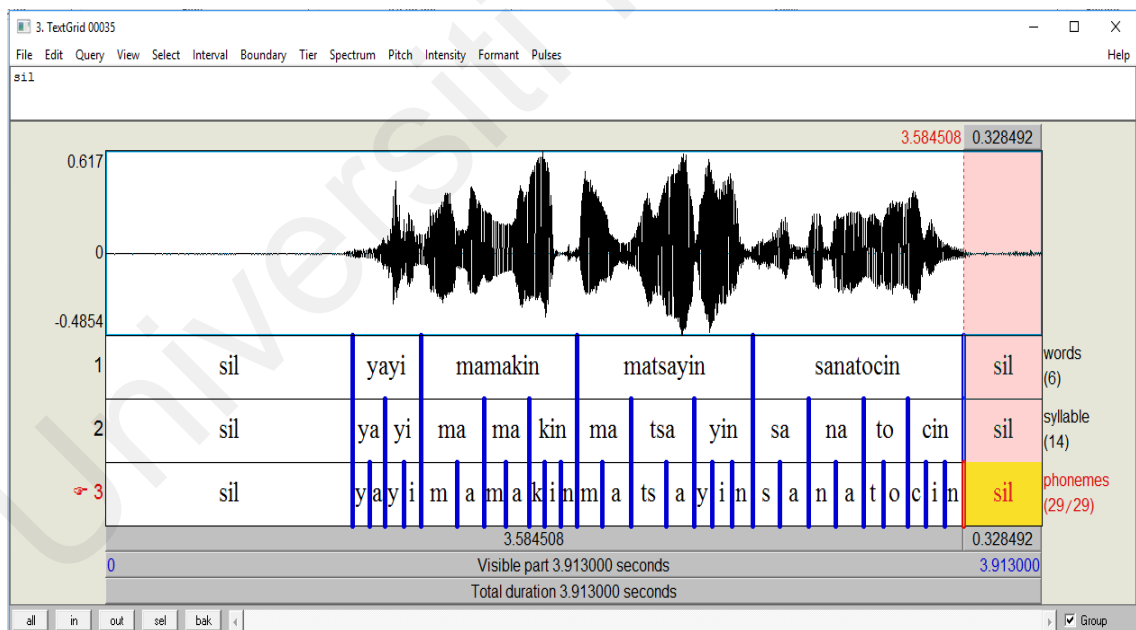 3. TextGrid 00035
File Edit Query View Select Interval Boundary Tier Spectrum Pitch Intensity Formant Pulses Help
sil
3.584508 0.328492
0.617
0
-0.4854
1 sil yayi mamakin matsayin sanatocin sil words (6)
2 sil ya yi ma ma kin ma tsa yin sa na to cin sil syllable (14)
3 sil y a y i m a m a k i n m a ts a y i n s a n a t o c i n sil phonemes (29/29)
3.584508 0.328492
0 Visible part 3.913000 seconds 3.913000
Total duration 3.913000 seconds
all in out sel bak Group
Universiti